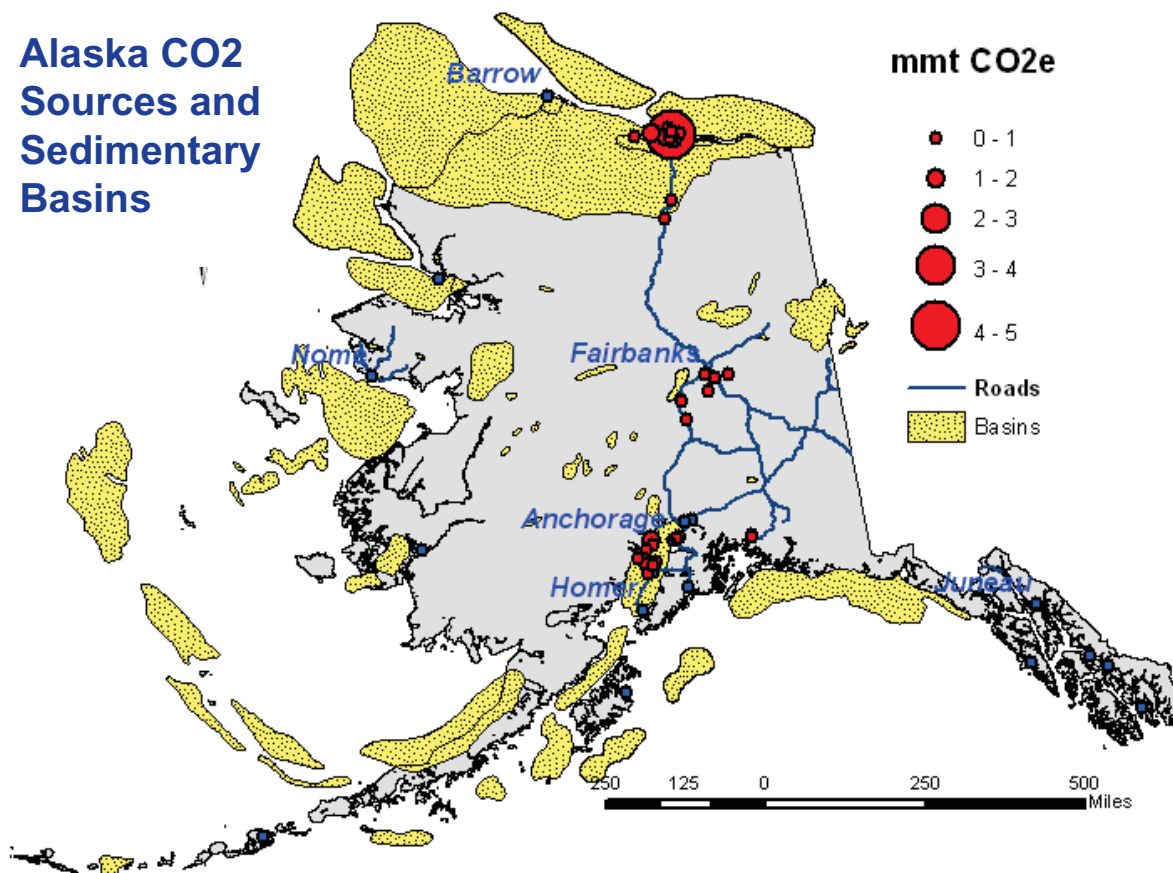 Alaska CO2
Sources and
Sedimentary
Basins
Barrow
mmt CO2e
0 - 1
1 - 2
2 - 3
3 - 4
4 - 5
Roads
Basins
Nome
Fairbanks
Anchorage
Homer
Juneau
250 125 0 250 500
Miles